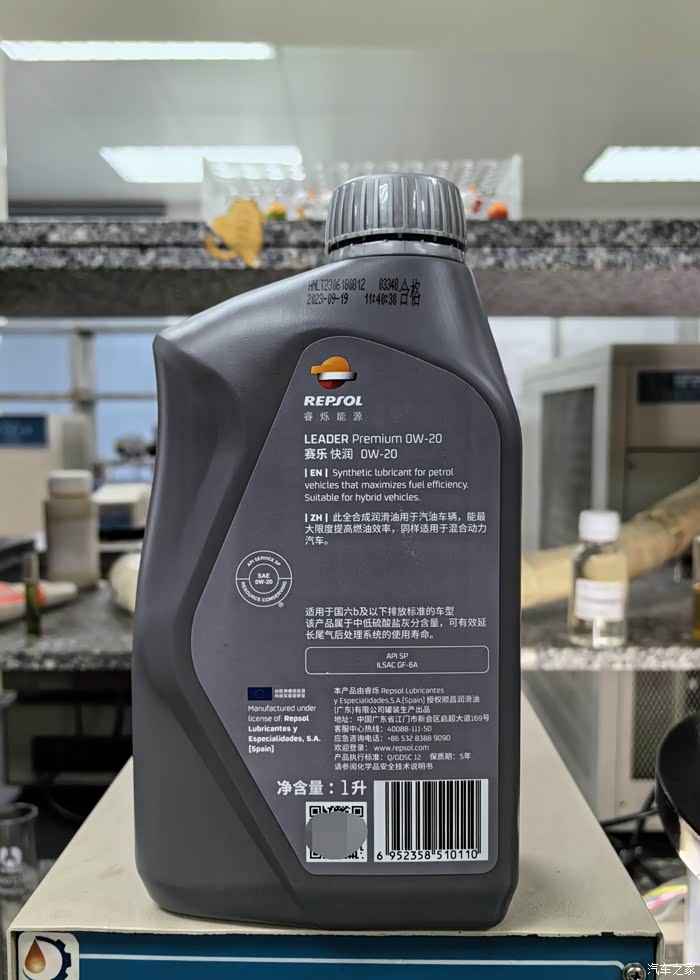 HNLT2306180812 03348 合格
2023-09-19 11:40:30
REPSOL
睿烁能源
LEADER Premium 0W-20
赛乐 快润 0W-20
| EN | Synthetic lubricant for petrol
vehicles that maximizes fuel efficiency.
Suitable for hybrid vehicles.
| ZH | 此全合成润滑油用于汽油车辆，能最
大限度提高燃油效率，同样适用于混合动力
汽车。
API SERVICE SP
SAE
0W-20
RESOURCE CONSERVING
®
适用于国六b及以下排放标准的车型
该产品属于中低硫酸盐灰分含量，可有效延
长尾气后处理系统的使用寿命。
API SP
ILSAC GF-6A
Manufactured under
license of: Repsol
Lubricantes y
Especialidades, S.A.
(Spain)
本产品由睿烁 Repsol Lubricantes
y Especialidades,S.A.(Spain) 授权顺昌润滑油
(广东)有限公司罐装生产出品
地址：中国广东省江门市新会区启超大道169号
客服中心热线：40088-111-50
应急咨询电话：+86 532 8388 9090
欢迎登录：www.repsol.com
产品执行标准：Q/GDSC 12 保质期：5年
请参阅化学品安全技术说明书
净含量：1升
6 952358 510110
汽车之家